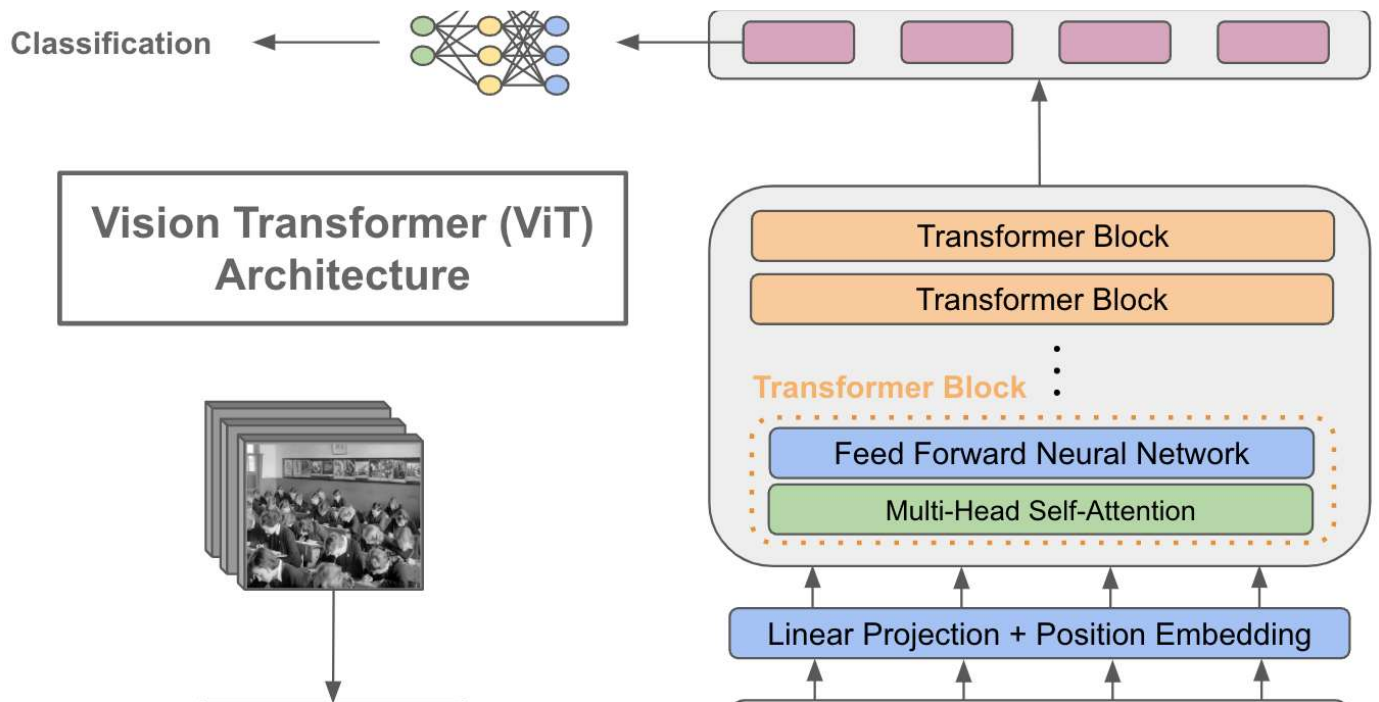 Classification
Vision Transformer (ViT)
Architecture
Transformer Block
Transformer Block
Transformer Block
Feed Forward Neural Network
Multi-Head Self-Attention
Linear Projection + Position Embedding